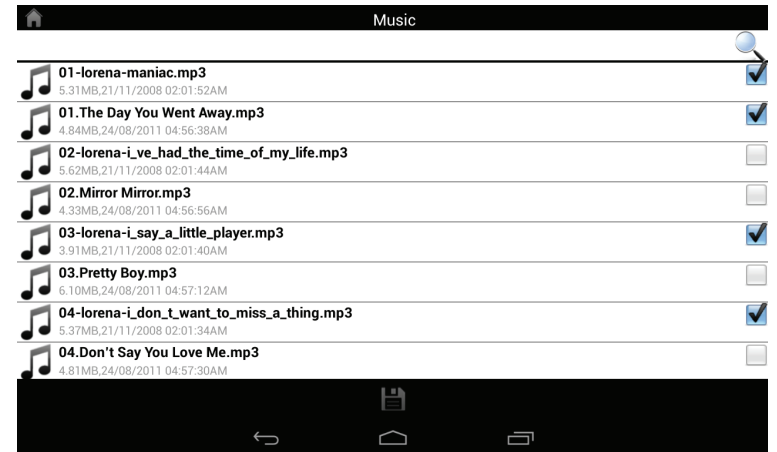 Music
01-lorena-maniac.mp3
5.31MB,21/11/2008 02:01:52AM
01.The Day You Went Away.mp3
4.84MB,24/08/2011 04:56:38AM
02-lorena-i_ve_had_the_time_of_my_life.mp3
5.62MB,21/11/2008 02:01:44AM
02.Mirror Mirror.mp3
4.33MB,24/08/2011 04:56:56AM
03-lorena-i_say_a_little_player.mp3
3.91MB,21/11/2008 02:01:40AM
03.Pretty Boy.mp3
6.10MB,24/08/2011 04:57:12AM
04-lorena-i_don_t_want_to_miss_a_thing.mp3
5.37MB,21/11/2008 02:01:34AM
04.Don't Say You Love Me.mp3
4.81MB,24/08/2011 04:57:30AM